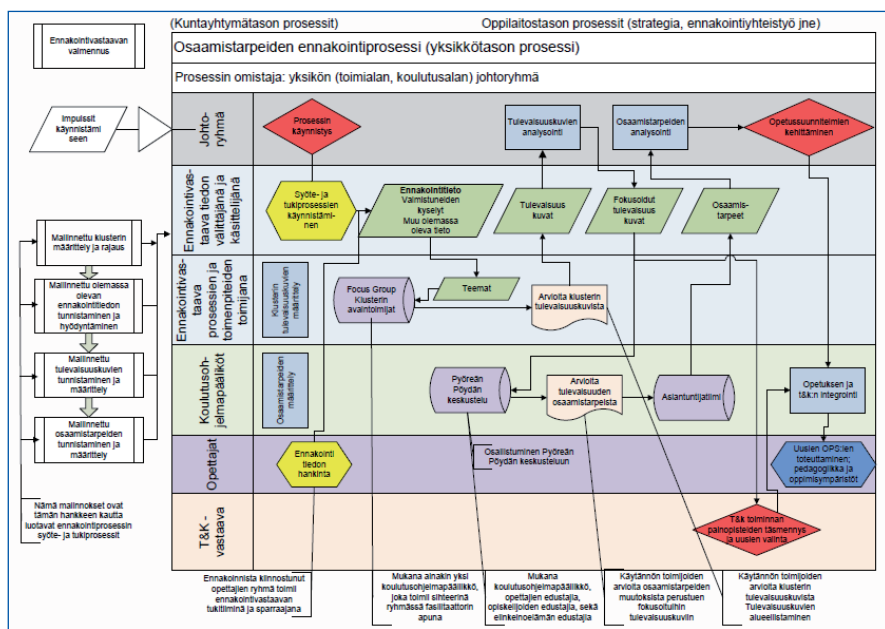 (Kuntayhtymätason prosessit)
Oppilaitostason prosessit (strategia, ennakointiyhteistyö jne)
Ennakointivastaavan
valmennus
Osaamistarpeiden ennakointiprosessi (yksikkötason prosessi)
Prosessin omistaja: yksikön (toimialan, koulutusalan) johtoryhmä
Impulssit
käynnistämi
seen
Johto-
ryhmä
Prosessin
käynnistys
Tulevaisuuskuvien
analysointi
Osaamistarpeiden
analysointi
Opetussuunnitelmien
kehittäminen
Ennakointivas-
taava tiedon
välittäjänä ja
käsittelijänä
Syöte- ja
tukiprosessien
käynnistämi-
nen
Ennakointitieto
Valmistuneiden
kyselyt
Muu olemassa
oleva tieto
Tulevaisuus
kuvat
Fokusoidut
tulevaisuus
kuvat
Osaamis-
tarpeet
Mallinnettu klusterin
määrittely ja rajaus
Mallinnettu olemassa
olevan
ennakointitiedon
tunnistaminen ja
hyödyntäminen
Mallinnettu
tulevaisuuskuvien
tunnistaminen ja
määrittely
Mallinnettu
osaamistarpeiden
tunnistaminen ja
määrittely
Nämä mallinnokset ovat
tämän hankkeen kautta
luotavat ennakointiprosessin
syöte- ja tukiprosessit
Ennakointivas-
taava
prosessien ja
toimenpiteiden
toimijana
Klusterin
tulevaisuuskuvien
määrittely
Focus Group
Klusterin
avaintoimijat
Teemat
Arvioita klusterin
tulevaisuuskuvista
Koulutusoh-
jelmapäälliköt
Osaamistarpeiden
määrittely
Pyöreän
Pöydän
keskustelu
Arvioita
tulevaisuuden
osaamistarpeista
Asiantuntijatiimi
Opetuksen ja
t&k:n integrointi
Opettajat
Ennakointi
tiedon
hankinta
Osallistuminen Pyöreän
Pöydän keskusteluun
Uusien OPS:ien
toteuttaminen;
pedagogiikka ja
oppimisympäristöt
T&K -
vastaava
T&k toiminnan
painopisteiden täsmennys
ja uusien valinta
Ennakoinnista kiinnostunut
opettajien ryhmä toimii
ennakointivastaavan
tukitiiminä ja sparraajana
Mukana ainakin yksi
koulutusohjelmapäällikkö,
joka toimii sihteerinä
ryhmässä fasilitaattorin
apuna
Mukana
koulutusohjelmapäällikkö,
opettajien edustajia,
opiskelijoiden edustajia, sekä
elinkeinoelämän edustajia
Käytännön toimijoiden
arvioita osaamistarpeiden
muutoksista perustuen
fokusoituihin
tulevaisuuskuviin
Käytännön toimijoiden
arvioita klusterin
tulevaisuuskuvista
Tulevaisuuskuvien
alueellistaminen